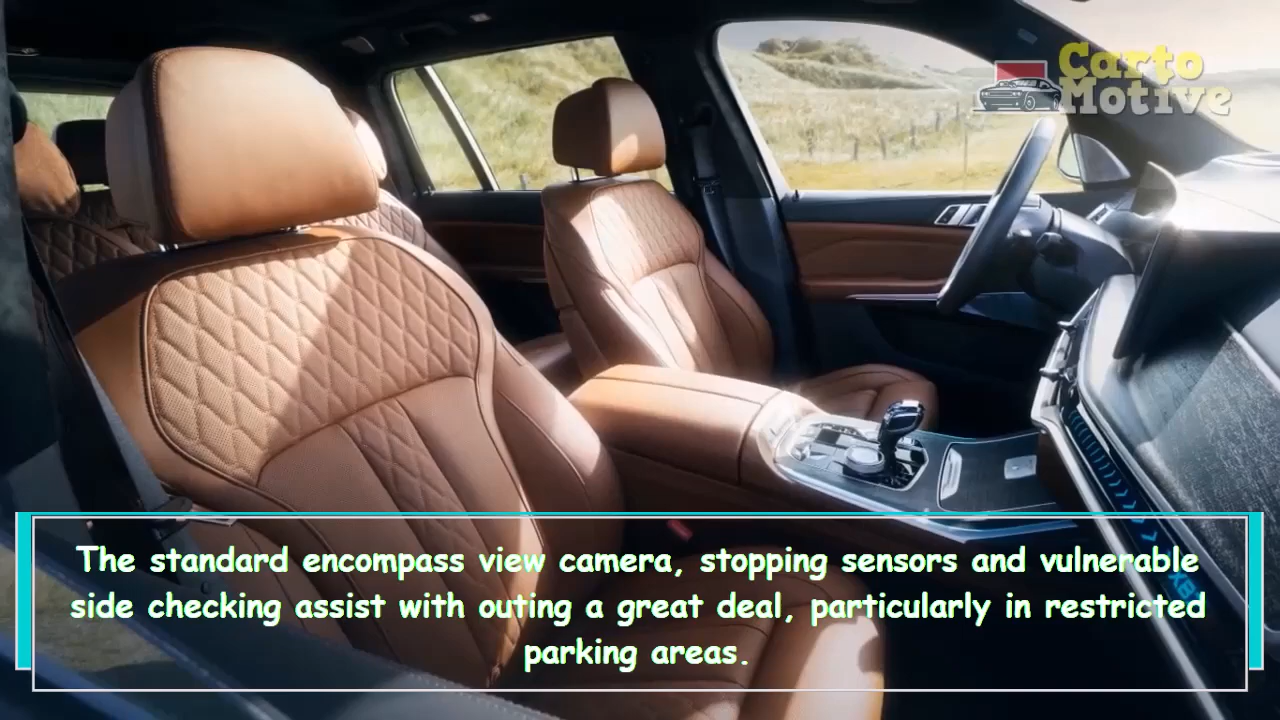 Carto
Motive
The standard encompass view camera, stopping sensors and vulnerable
side checking assist with outing a great deal, particularly in restricted
parking areas.